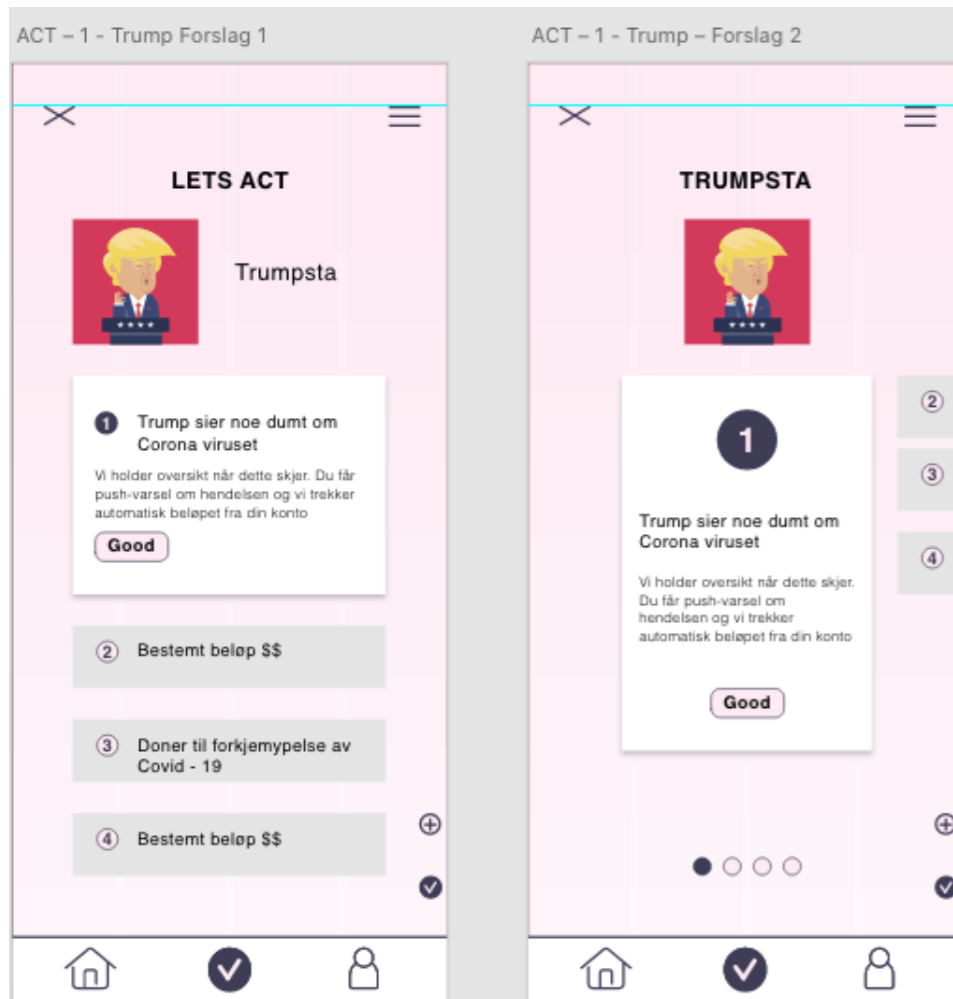 ACT – 1 - Trump Forslag 1
LETS ACT
Trumpsta
1
Trump sier noe dumt om
Corona viruset
Vi holder oversikt når dette skjer. Du får
push-varsel om hendelsen og vi trekker
automatisk beløpet fra din konto
Good
2
Bestemt beløp $$
3
Doner til forkjemypelse av
Covid - 19
4
Bestemt beløp $$
ACT – 1 - Trump – Forslag 2
TRUMPSTA
1
Trump sier noe dumt om
Corona viruset
Vi holder oversikt når dette skjer.
Du får push-varsel om
hendelsen og vi trekker
automatisk beløpet fra din konto
Good
2
3
4